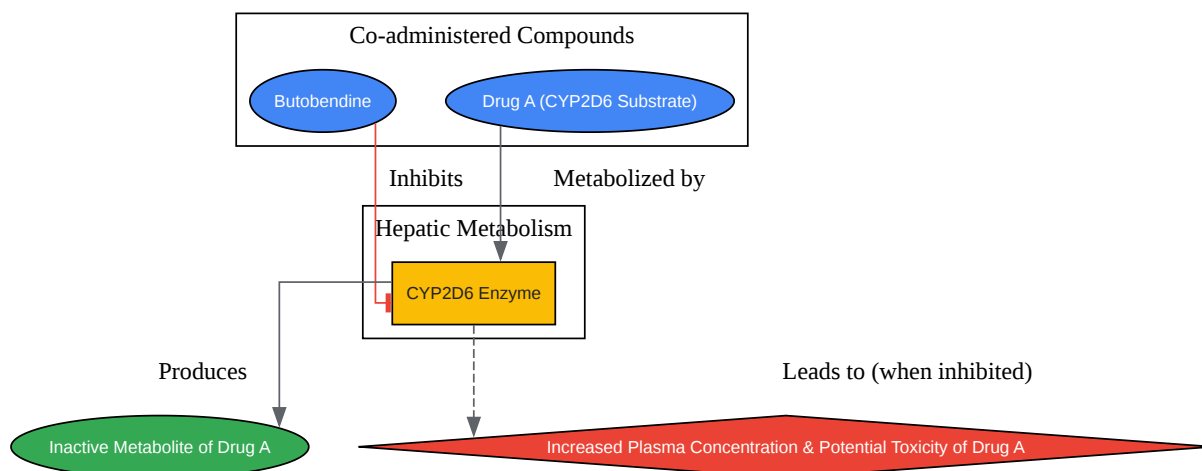 Co-administered Compounds
Butobendine
Drug A (CYP2D6 Substrate)
Inhibits
Metabolized by
Hepatic Metabolism
CYP2D6 Enzyme
Produces
Leads to (when inhibited)
Inactive Metabolite of Drug A
Increased Plasma Concentration & Potential Toxicity of Drug A